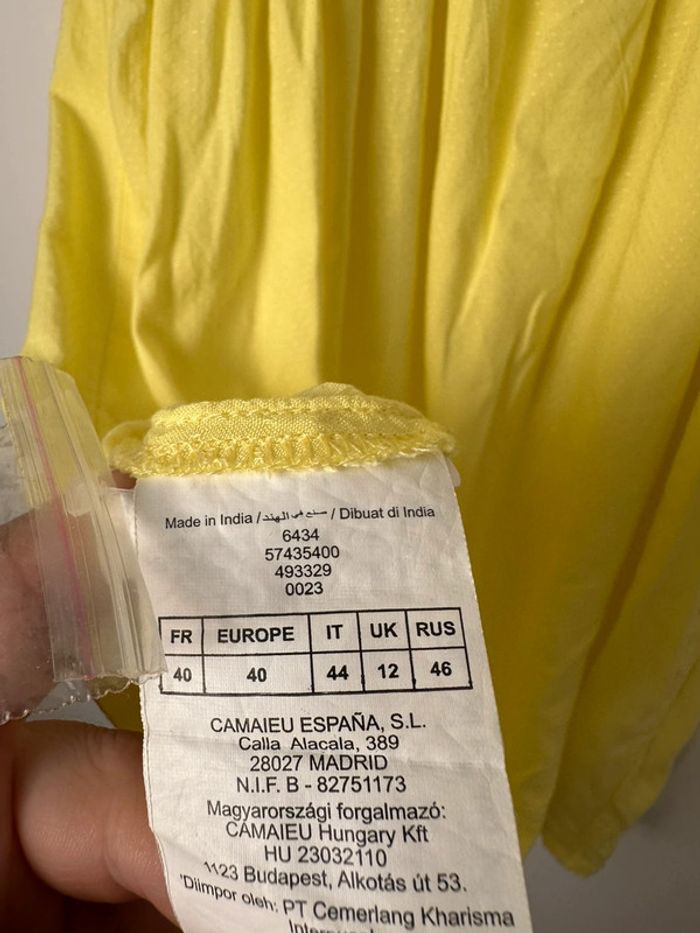 Made in India / صنع في الهند / Dibuat di India
6434
57435400
493329
0023
FR EUROPE IT UK RUS
40 40 44 12 46
CAMAIEU ESPAÑA, S.L.
Calla Alacala, 389
28027 MADRID
N.I.F. B - 82751173
Magyarországi forgalmazó:
CAMAIEU Hungary Kft
HU 23032110
1123 Budapest, Alkotás út 53.
'Diimpor oleh: PT Cemerlang Kharisma